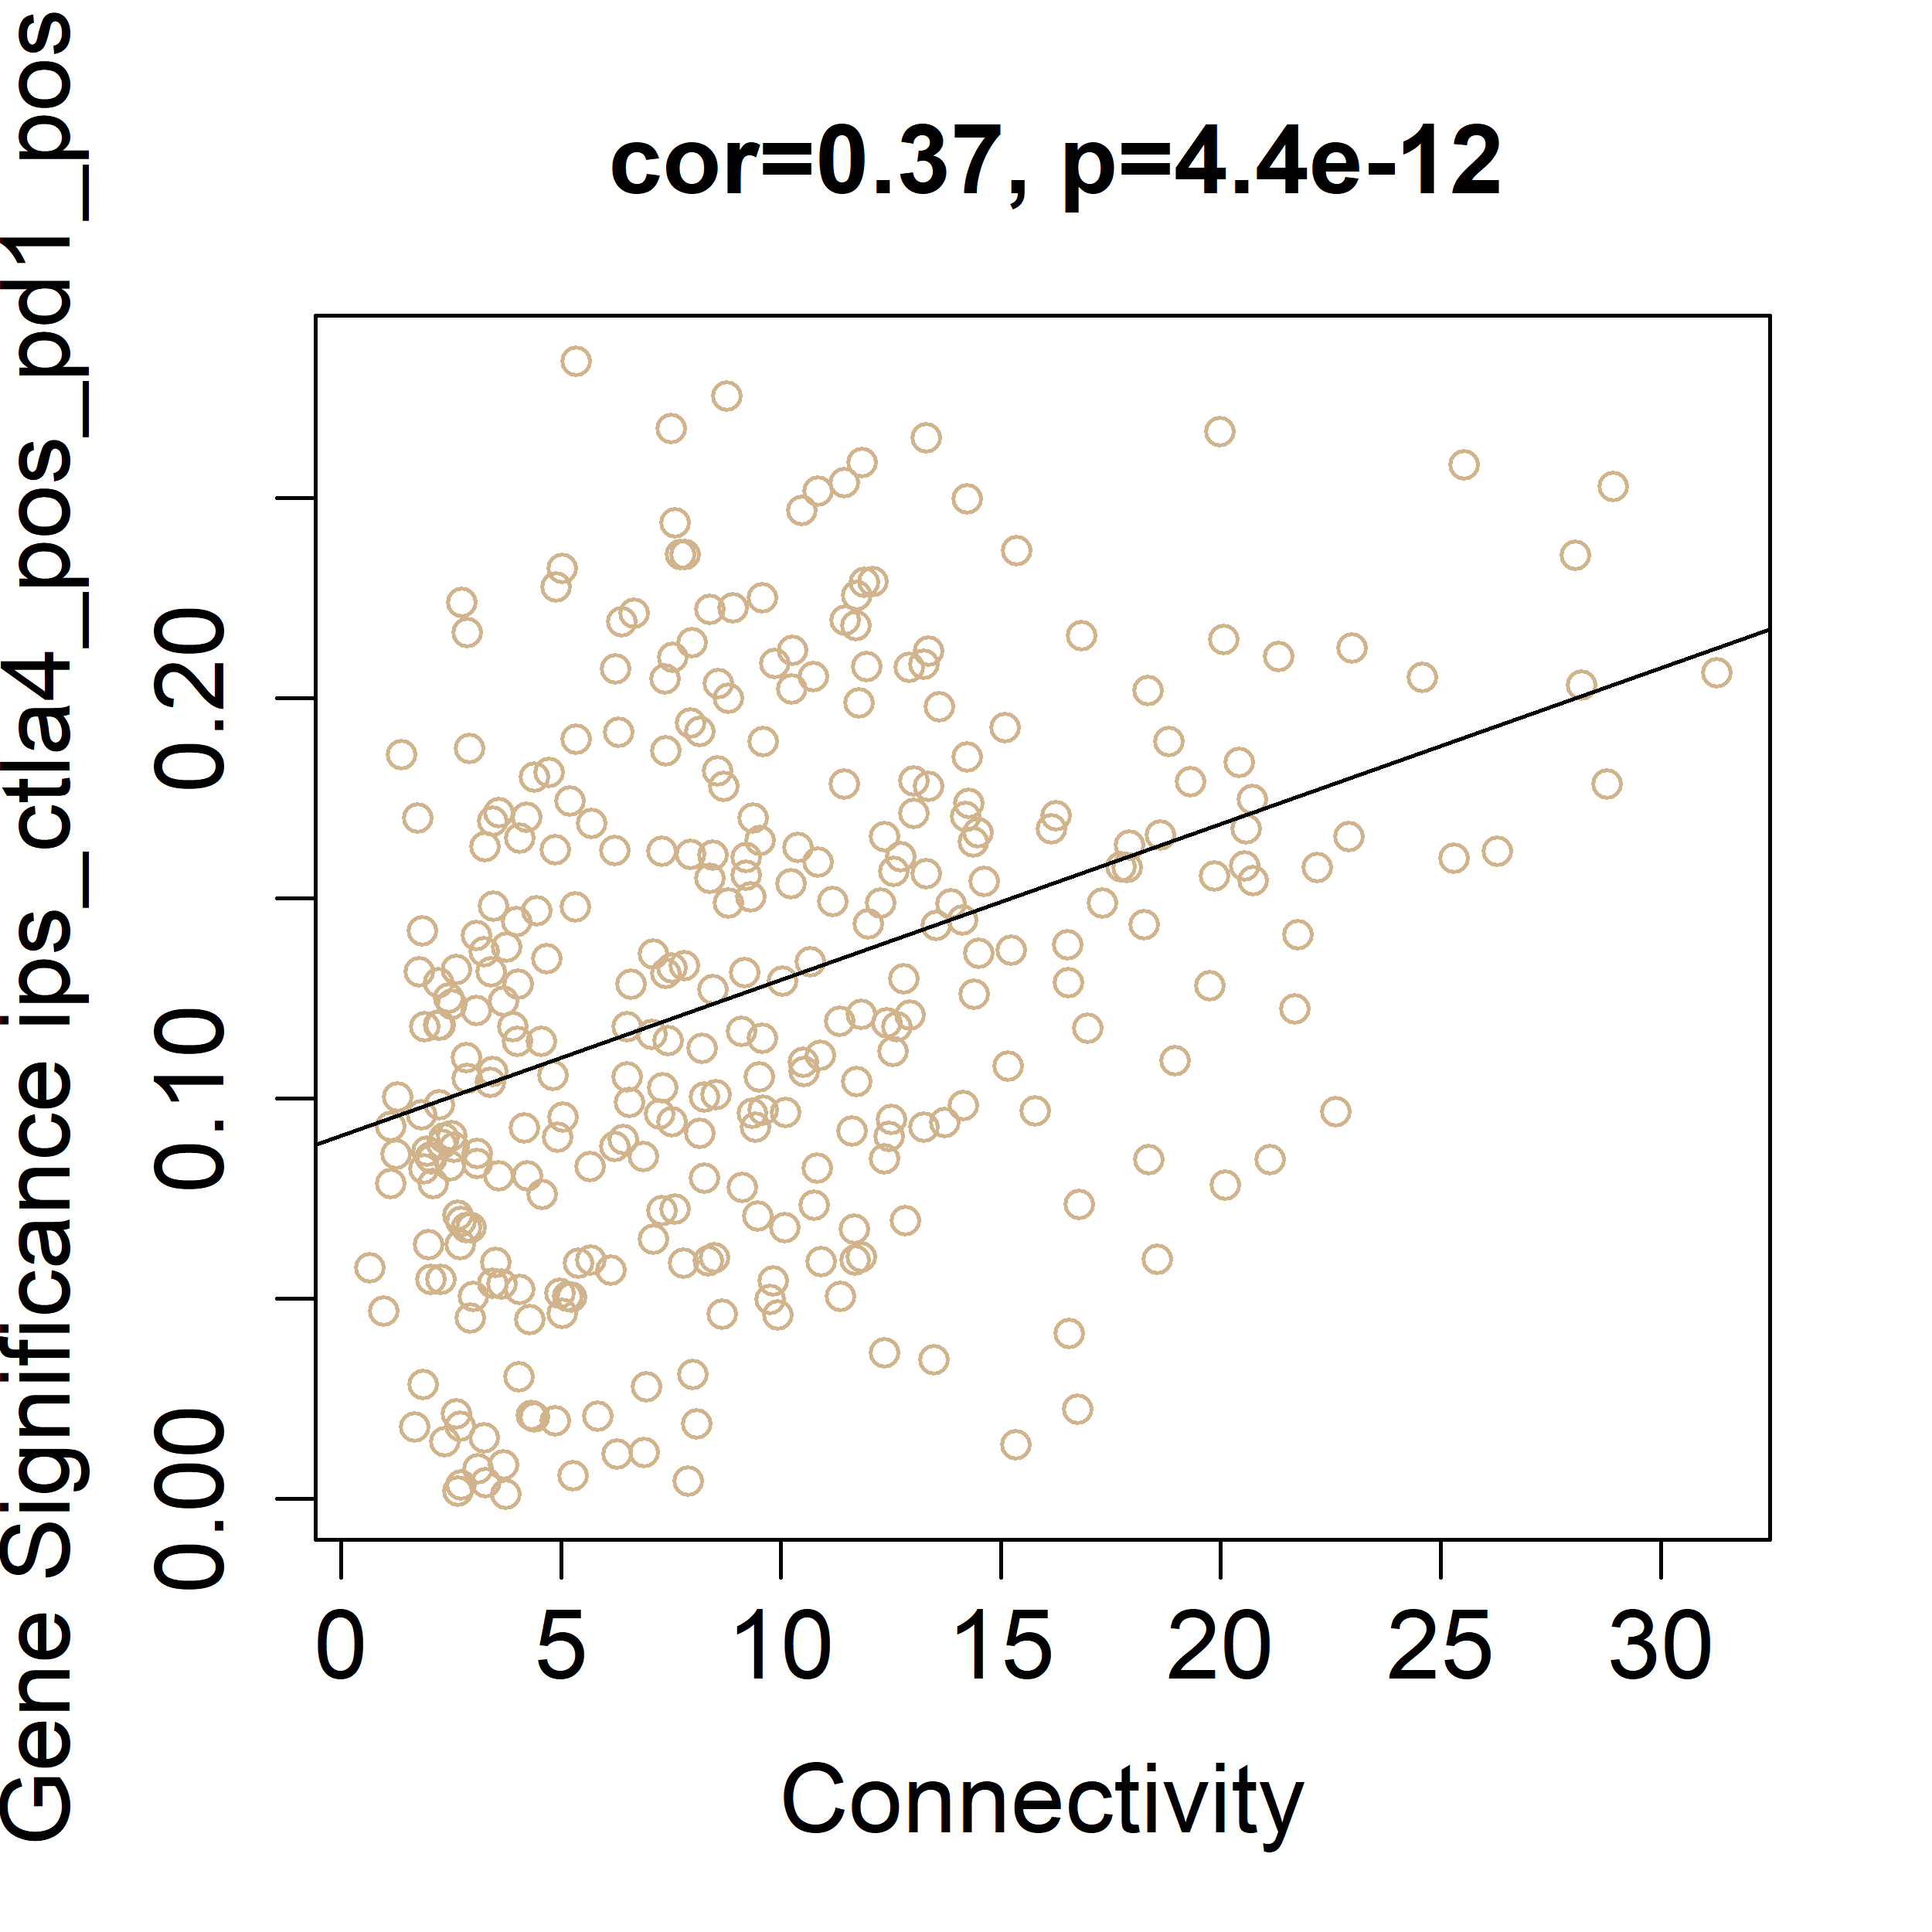 cor=0.37, p=4.4e-12
Gene Significance ips_ctla4_pos_pd1_pos
0.20
0.10
0.00
0 5 10 15 20 25 30
Connectivity